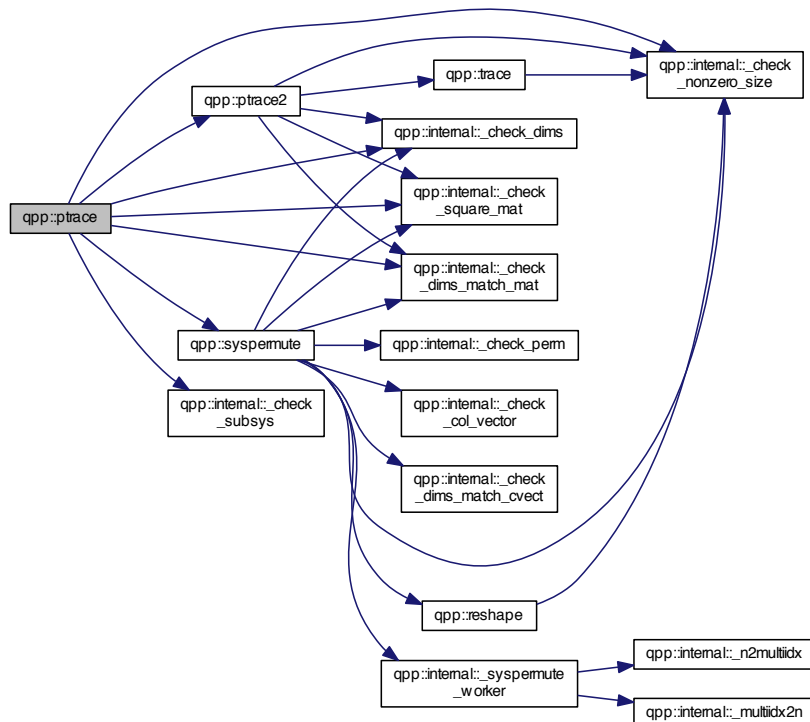 qpp::internal::_check
_nonzero_size
qpp::trace
qpp::ptrace2
qpp::internal::_check_dims
qpp::internal::_check
_square_mat
qpp::ptrace
qpp::internal::_check
_dims_match_mat
qpp::syspermute
qpp::internal::_check_perm
qpp::internal::_check
_subsys
qpp::internal::_check
_col_vector
qpp::internal::_check
_dims_match_cvect
qpp::reshape
qpp::internal::_n2multiidx
qpp::internal::_syspermute
_worker
qpp::internal::_multiidx2n